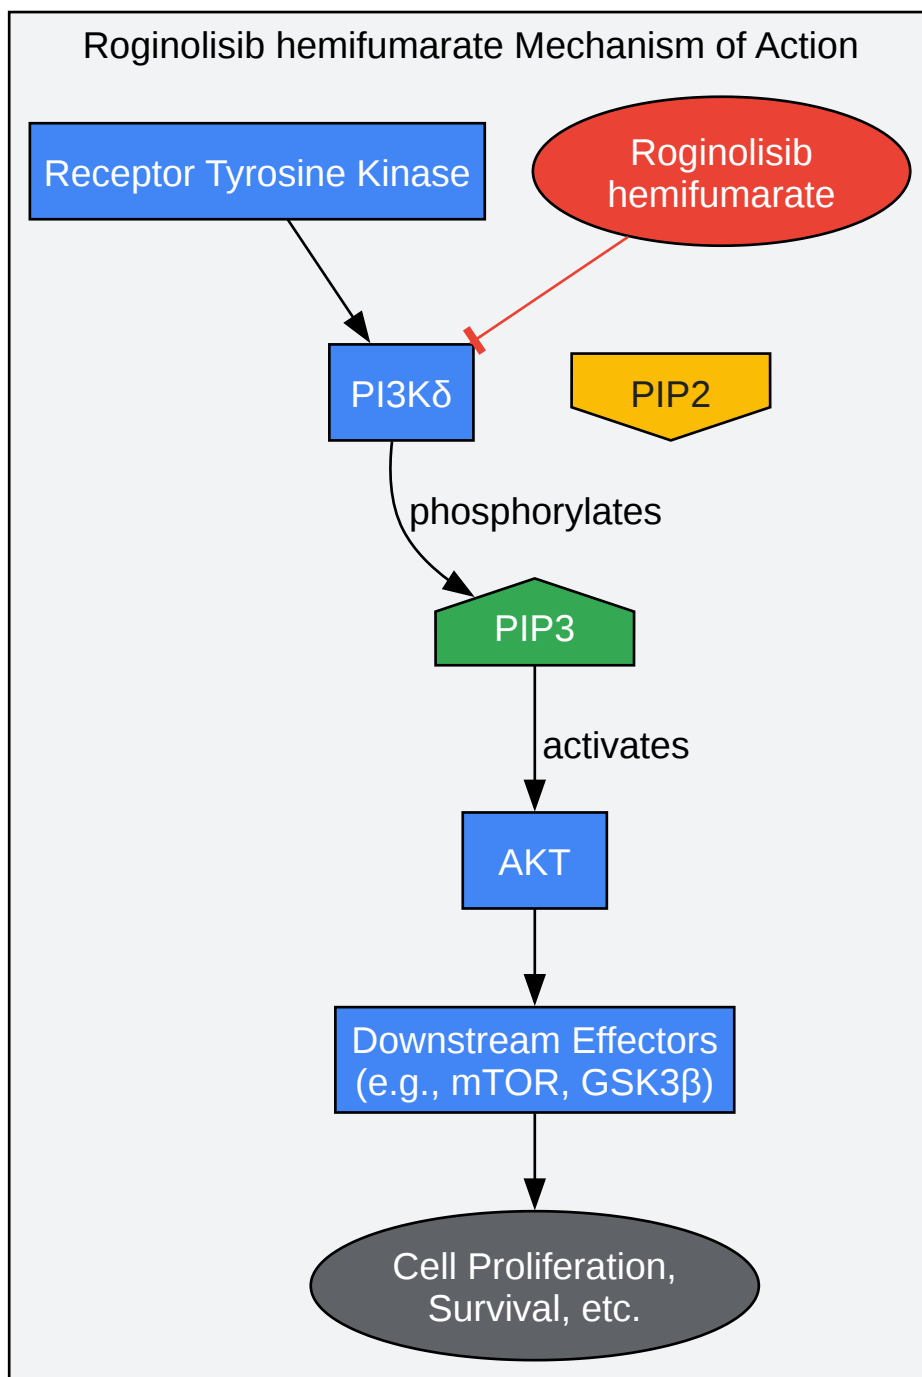 Roginolisib hemifumarate Mechanism of Action
Receptor Tyrosine Kinase
Roginolisib
hemifumarate
PI3Kδ
PIP2
phosphorylates
PIP3
activates
AKT
Downstream Effectors
(e.g., mTOR, GSK3β)
Cell Proliferation,
Survival, etc.